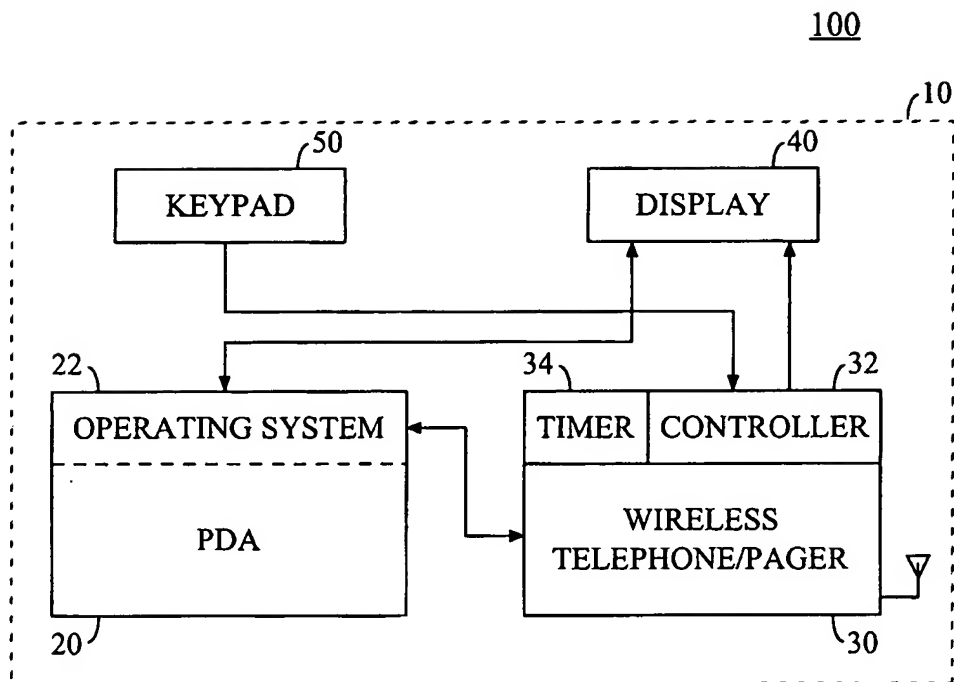 100
10
50
40
KEYPAD
DISPLAY
22
34
32
OPERATING SYSTEM
TIMER
CONTROLLER
PDA
WIRELESS
TELEPHONE/PAGER
20
30